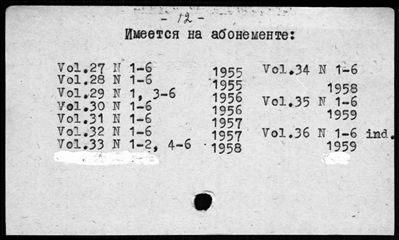 - 12 -
Имеется на абонементе:
Vol.27 N 1-6 1955
Vol.28 N 1-6 1955
Vol.29 N 1, 3-6 1956
Vol.30 N 1-6 1956
Vol.31 N 1-6 1957
Vol.32 N 1-6 1957
Vol.33 N 1-2, 4-6 1958
Vol.34 N 1-6
1958
Vol.35 N 1-6
1959
Vol.36 N 1-6 ind.
1959